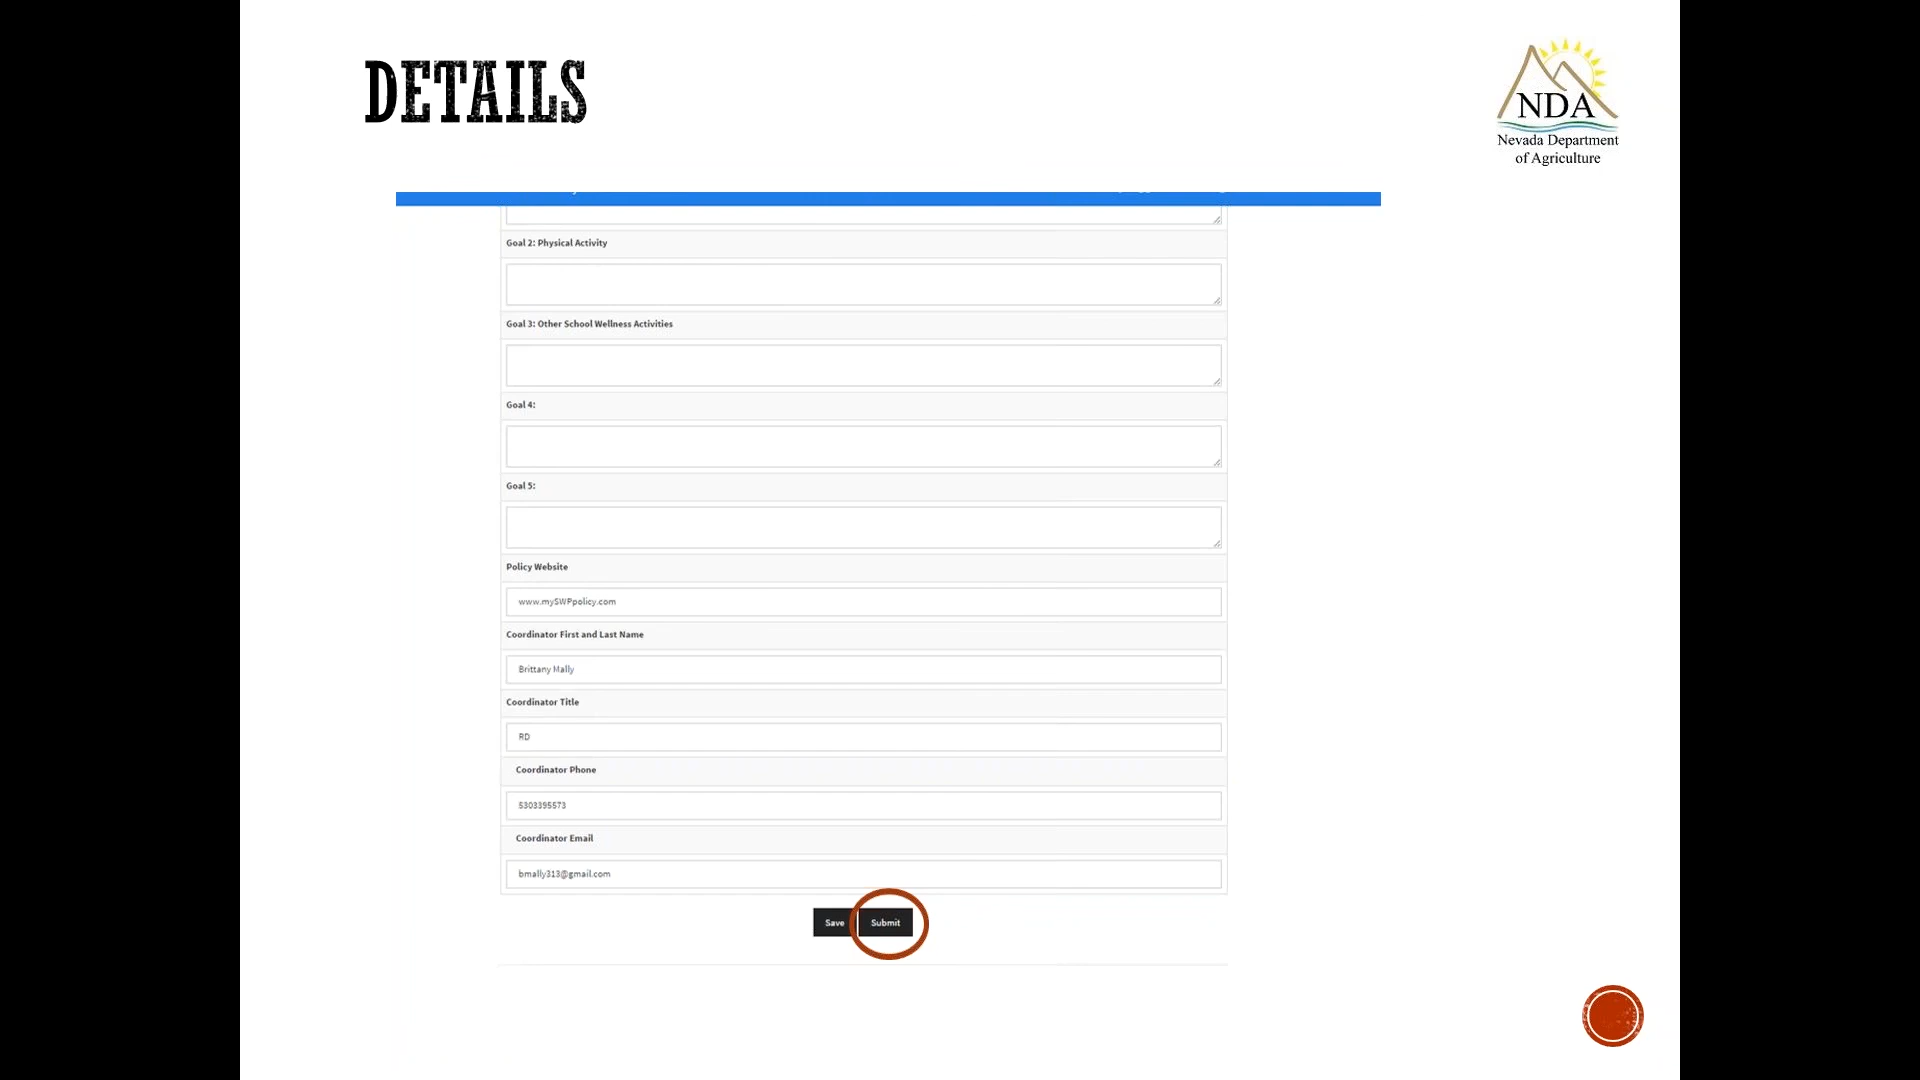 DETAILS
NDA
Nevada Department
of Agriculture
Goal 2: Physical Activity
Goal 3: Other School Wellness Activities
Goal 4:
Goal 5:
Policy Website
www.mySWPpolicy.com
Coordinator First and Last Name
Brittany Mally
Coordinator Title
RD
Coordinator Phone
5303395573
Coordinator Email
bmally313@gmail.com
Save Submit